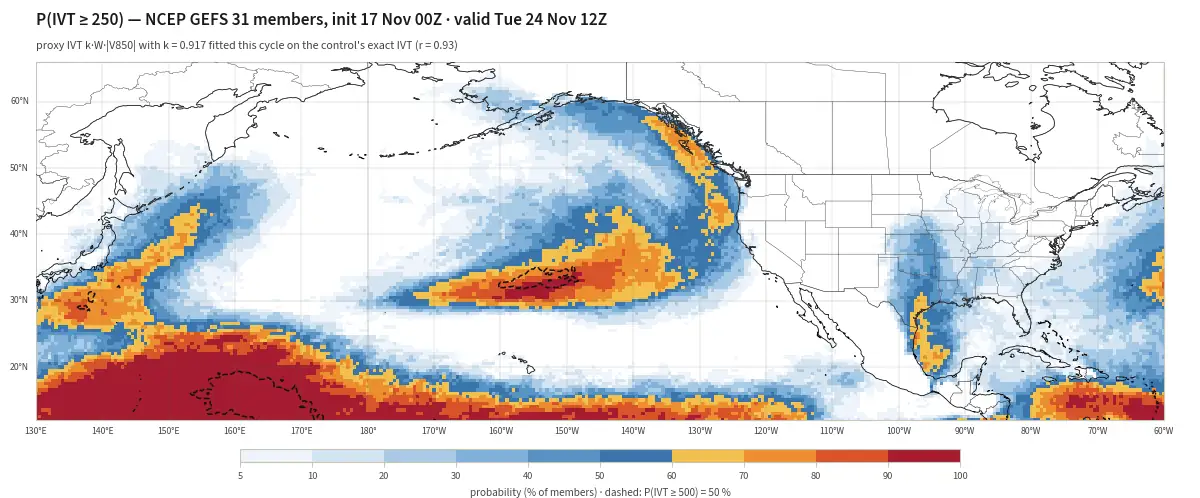 P(IVT ≥ 250) — NCEP GEFS 31 members, init 17 Nov 00Z · valid Tue 24 Nov 12Z
proxy IVT k·W·|V850| with k = 0.917 fitted this cycle on the control's exact IVT (r = 0.93)
60°N
50°N
40°N
30°N
20°N
130°E 140°E 150°E 160°E 170°E 180° 170°W 160°W 150°W 140°W 130°W 120°W 110°W 100°W 90°W 80°W 70°W 60°W
5 10 20 30 40 50 60 70 80 90 100
probability (% of members) · dashed: P(IVT ≥ 500) = 50 %